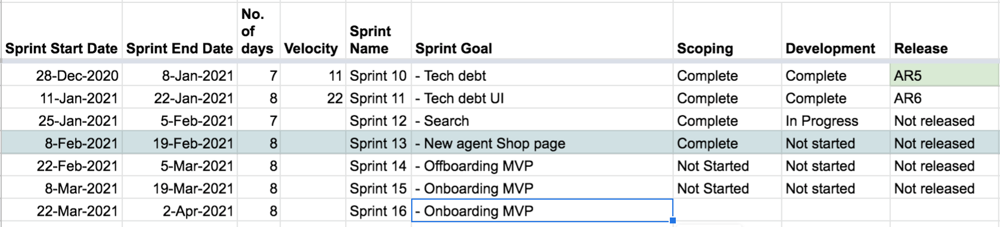 Sprint Start Date Sprint End Date No. of days Velocity Sprint Name Sprint Goal Scoping Development Release
28-Dec-2020 8-Jan-2021 7 11 Sprint 10 - Tech debt Complete Complete AR5
11-Jan-2021 22-Jan-2021 8 22 Sprint 11 - Tech debt UI Complete Complete AR6
25-Jan-2021 5-Feb-2021 7 Sprint 12 - Search Complete In Progress Not released
8-Feb-2021 19-Feb-2021 8 Sprint 13 - New agent Shop page Complete Not started Not released
22-Feb-2021 5-Mar-2021 8 Sprint 14 - Offboarding MVP Not Started Not started Not released
8-Mar-2021 19-Mar-2021 8 Sprint 15 - Onboarding MVP Not Started Not started Not released
22-Mar-2021 2-Apr-2021 8 Sprint 16 - Onboarding MVP